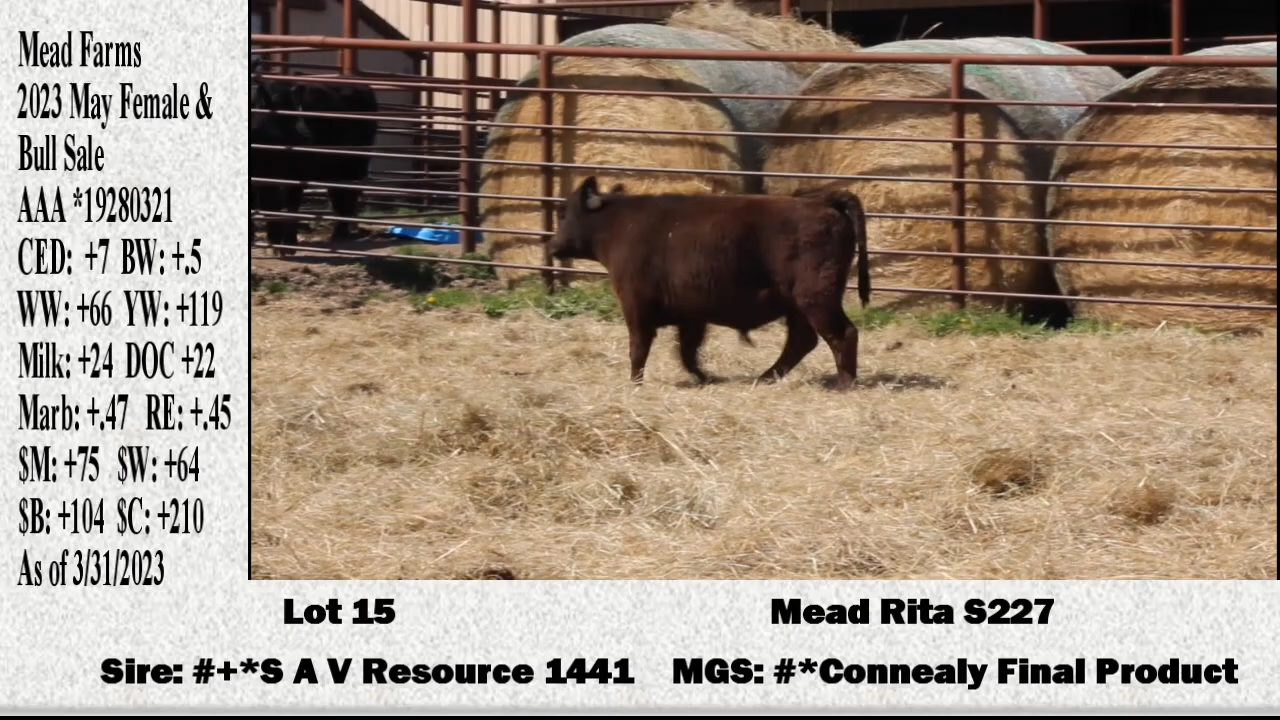 Mead Farms
2023 May Female &
Bull Sale
AAA *19280321
CED: +7 BW: +.5
WW: +66 YW: +119
Milk: +24 DOC +22
Marb: +.47 RE: +.45
$M: +75 $W: +64
$B: +104 $C: +210
As of 3/31/2023
Lot 15 Mead Rita S227
Sire: #+*S A V Resource 1441 MGS: #*Connealy Final Product